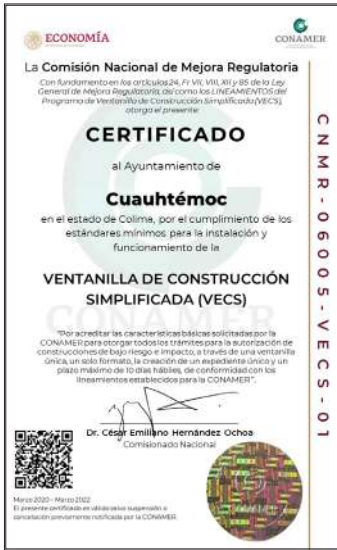 ECONOMÍA
CONAMER
La Comisión Nacional de Mejora Regulatoria
Con fundamento en los artículos 24, Fr VII, VIII, XII y 85 de la Ley
General de Mejora Regulatoria, así como los LINEAMIENTOS del
Programa de Ventanilla de Construcción Simplificada (VECS),
otorga el presente:
CERTIFICADO
al Ayuntamiento de
Cuauhtémoc
en el estado de Colima, por el cumplimiento de los
estándares mínimos para la instalación y
funcionamiento de la
VENTANILLA DE CONSTRUCCIÓN
SIMPLIFICADA (VECS)
CONAMER
"Por acreditar las características básicas solicitadas por la
CONAMER para otorgar todos los trámites para la autorización de
construcciones de bajo riesgo e impacto, a través de una ventanilla
única, un solo formato, la creación de un expediente único y un
plazo máximo de 10 días hábiles, de conformidad con los
lineamientos establecidos para la CONAMER".
Dr. César Emiliano Hernández Ochoa
Comisionado Nacional
Marzo 2020 - Marzo 2022
El presente certificado es válido salvo suspensión o
cancelación previamente notificada por la CONAMER.
CNMR-06005-VECS-01